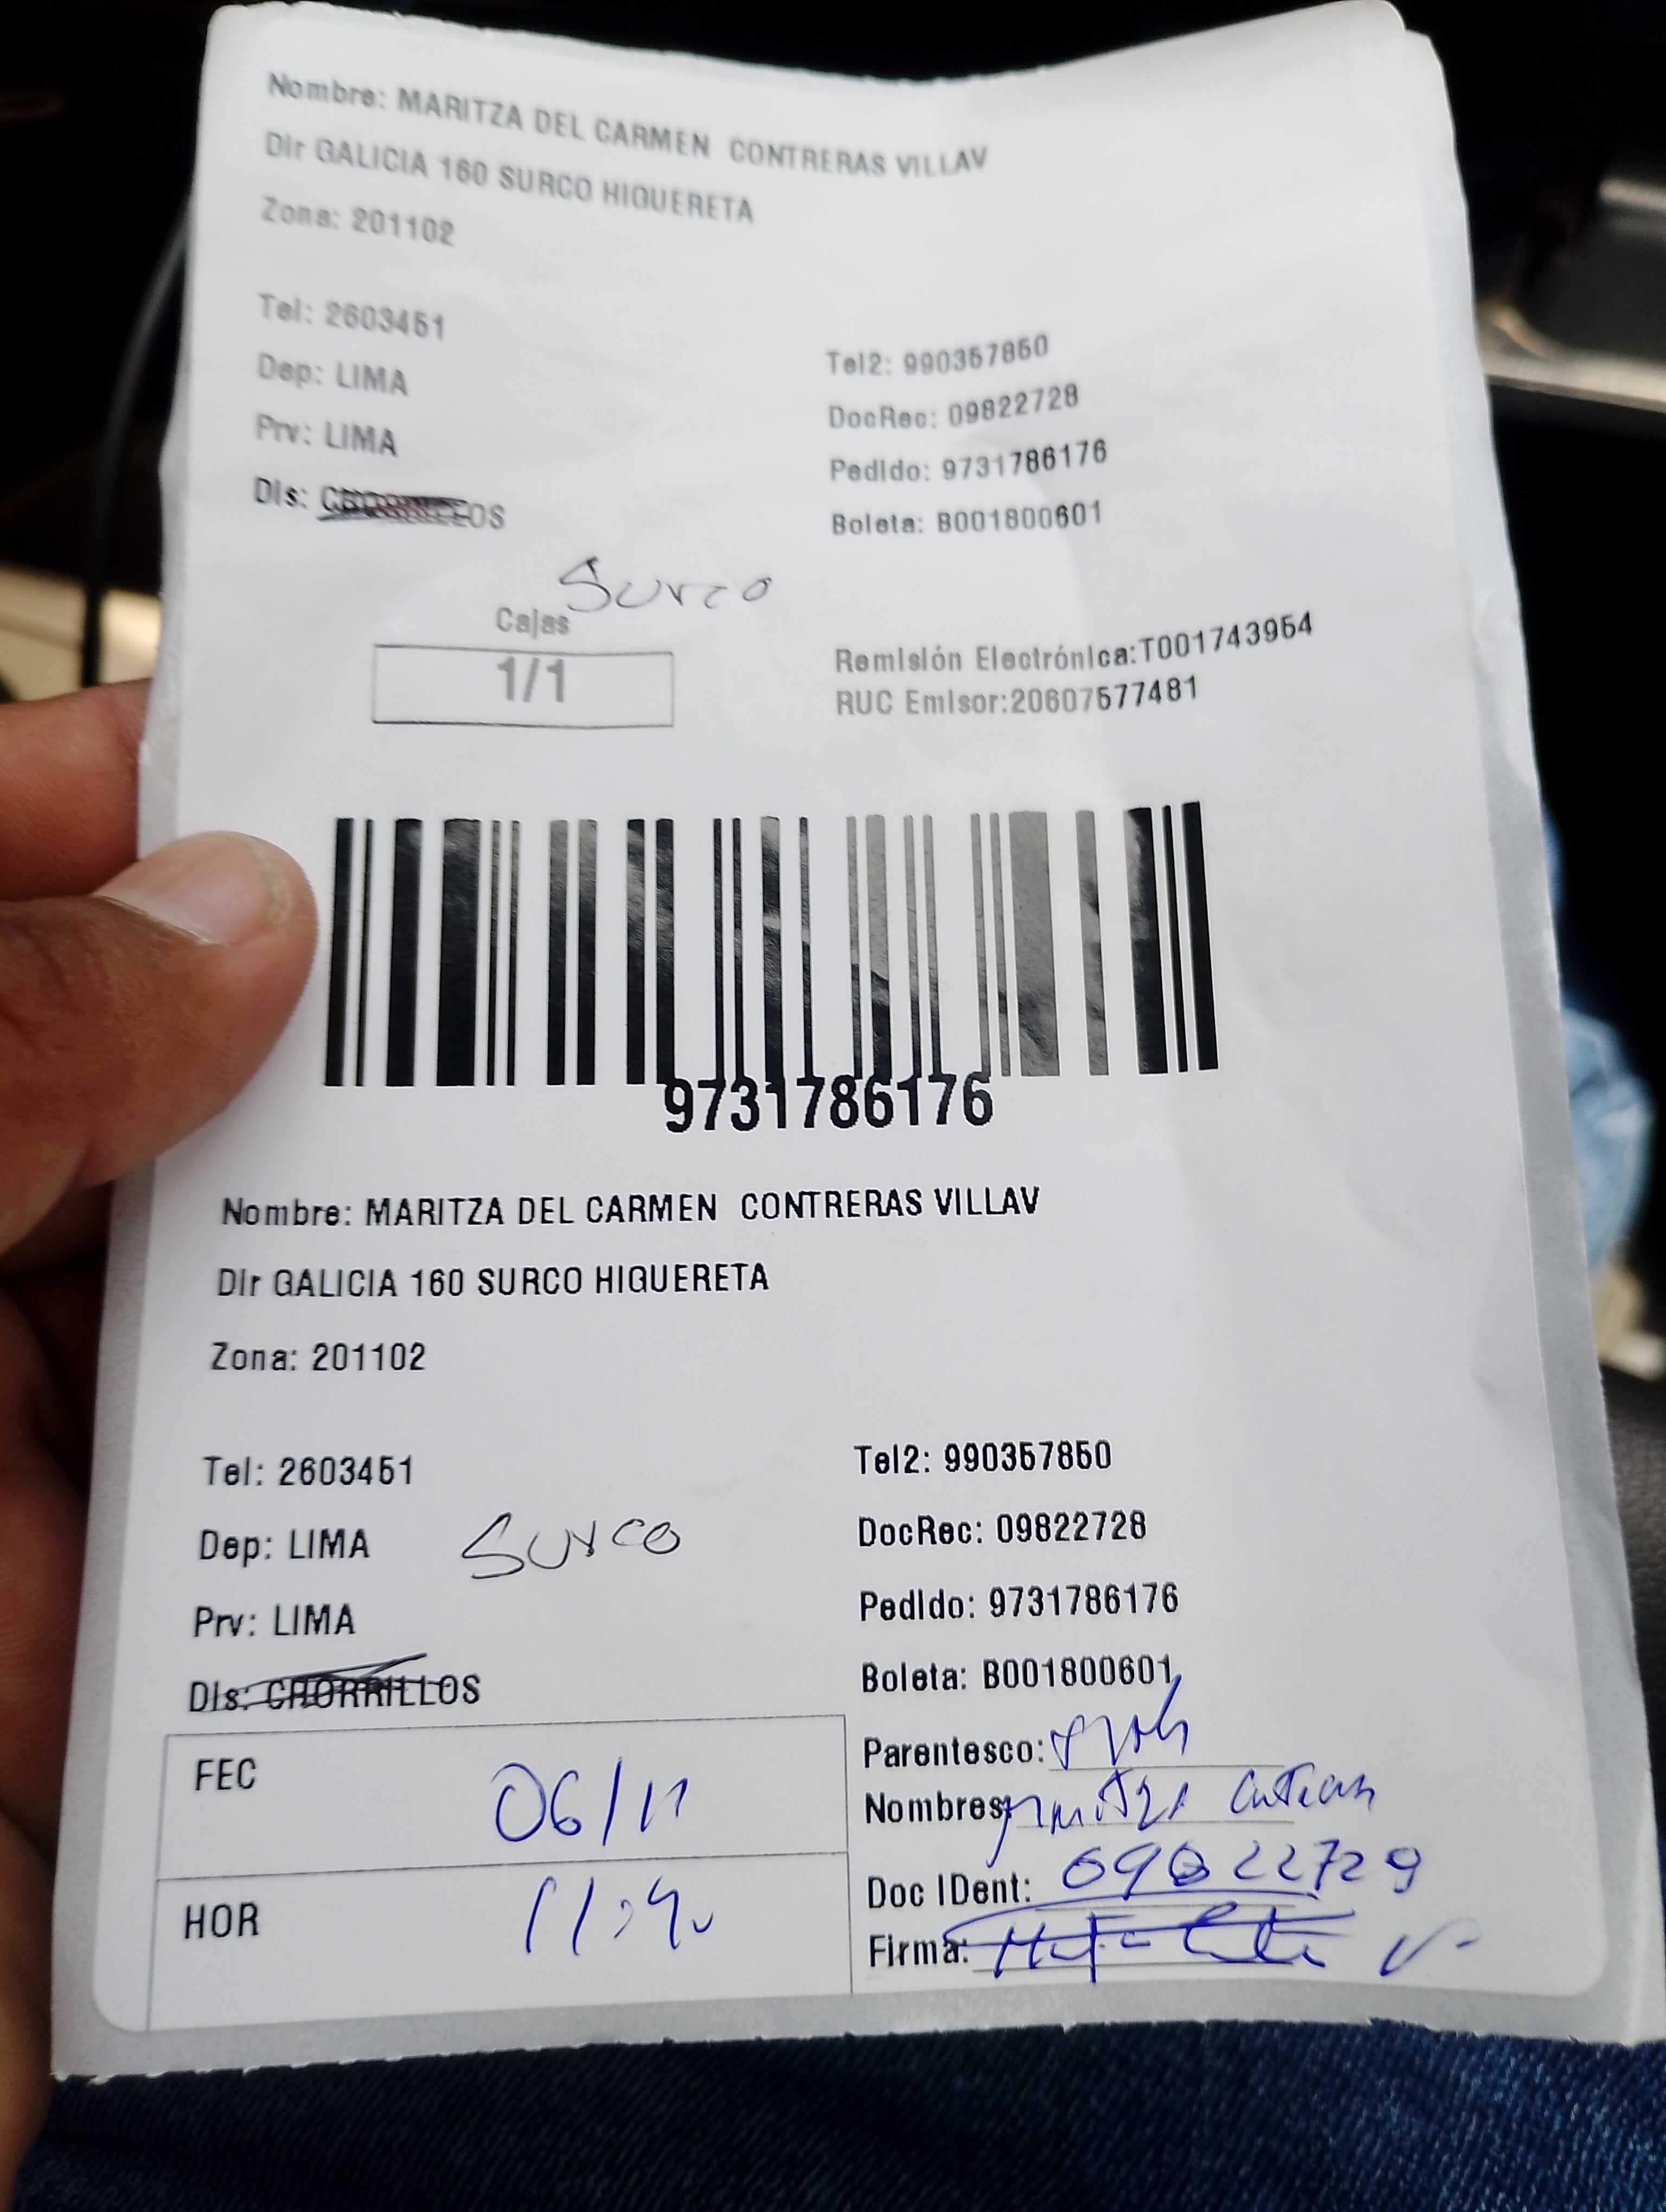 Nombre: MARITZA DEL CARMEN CONTRERAS VILLAV
Dir GALICIA 160 SURCO HIGUERETA
Zona: 201102
Tel: 2603451
Tel2: 990357850
Dep: LIMA
DocRec: 09822728
Prv: LIMA
Pedido: 9731786176
Dis: CHORRILLOS
Boleta: B001800601
Surco
Cajas
1/1
Remisión Electrónica:T001743954
RUC Emisor:20607577481
9731786176
Nombre: MARITZA DEL CARMEN CONTRERAS VILLAV
Dir GALICIA 160 SURCO HIGUERETA
Zona: 201102
Tel: 2603451
Tel2: 990357850
Dep: LIMA Surco
DocRec: 09822728
Prv: LIMA
Pedido: 9731786176
Dis: CHORRILLOS
Boleta: B001800601
FEC 06/11
Parentesco:
Nombres:
Doc IDent:
HOR
Firma: